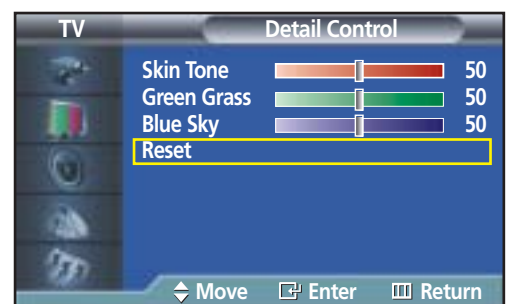 TV Detail Control
Skin Tone 50
Green Grass 50
Blue Sky 50
Reset
Move Enter Return